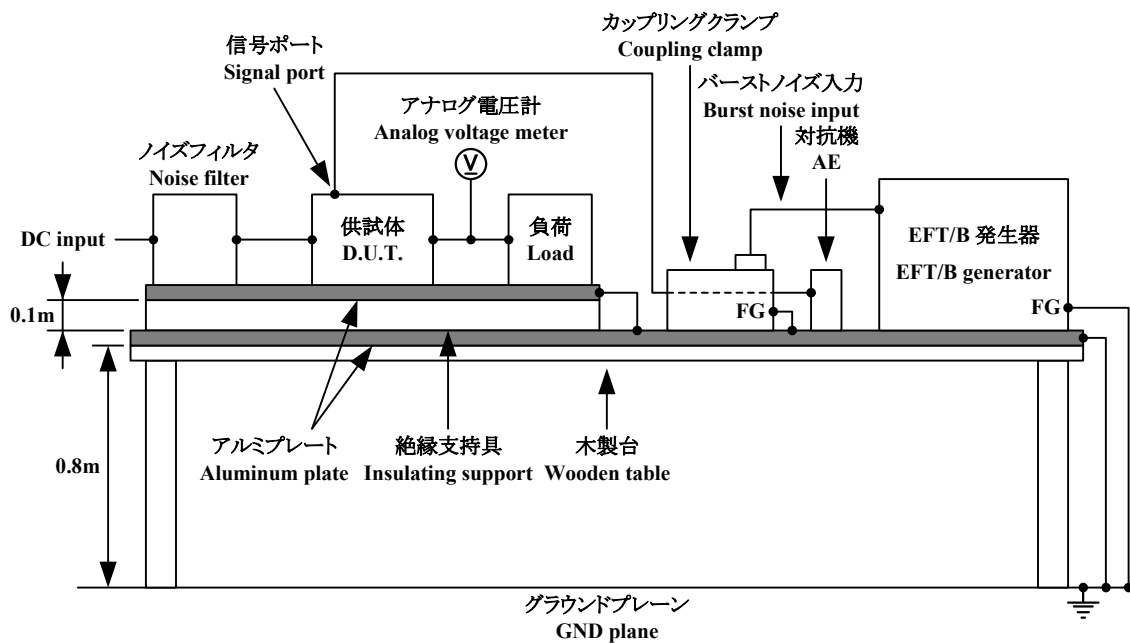 カップリングクランプ
Coupling clamp
信号ポート
Signal port
バーストノイズ入力
Burst noise input
アナログ電圧計
Analog voltage meter
対抗機
AE
ノイズフィルタ
Noise filter
V
供試体
D.U.T.
負荷
Load
DC input
EFT/B 発生器
EFT/B generator
0.1m
FG
FG
アルミプレート
Aluminum plate
絶縁支持具
Insulating support
木製台
Wooden table
0.8m
グラウンドプレーン
GND plane